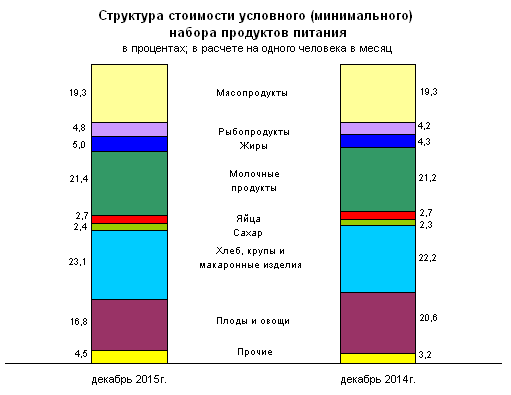 Структура стоимости условного (минимального)
набора продуктов питания
в процентах; в расчете на одного человека в месяц
19,3 Мясопродукты 19,3
4,8 Рыбопродукты 4,2
5,0 Жиры 4,3
21,4 Молочные 21,2
продукты
2,7 Яйца 2,7
2,4 Сахар 2,3
23,1 Хлеб, крупы и 22,2
макаронные изделия
16,8 Плоды и овощи 20,6
4,5 Прочие 3,2
декабрь 2015г. декабрь 2014г.